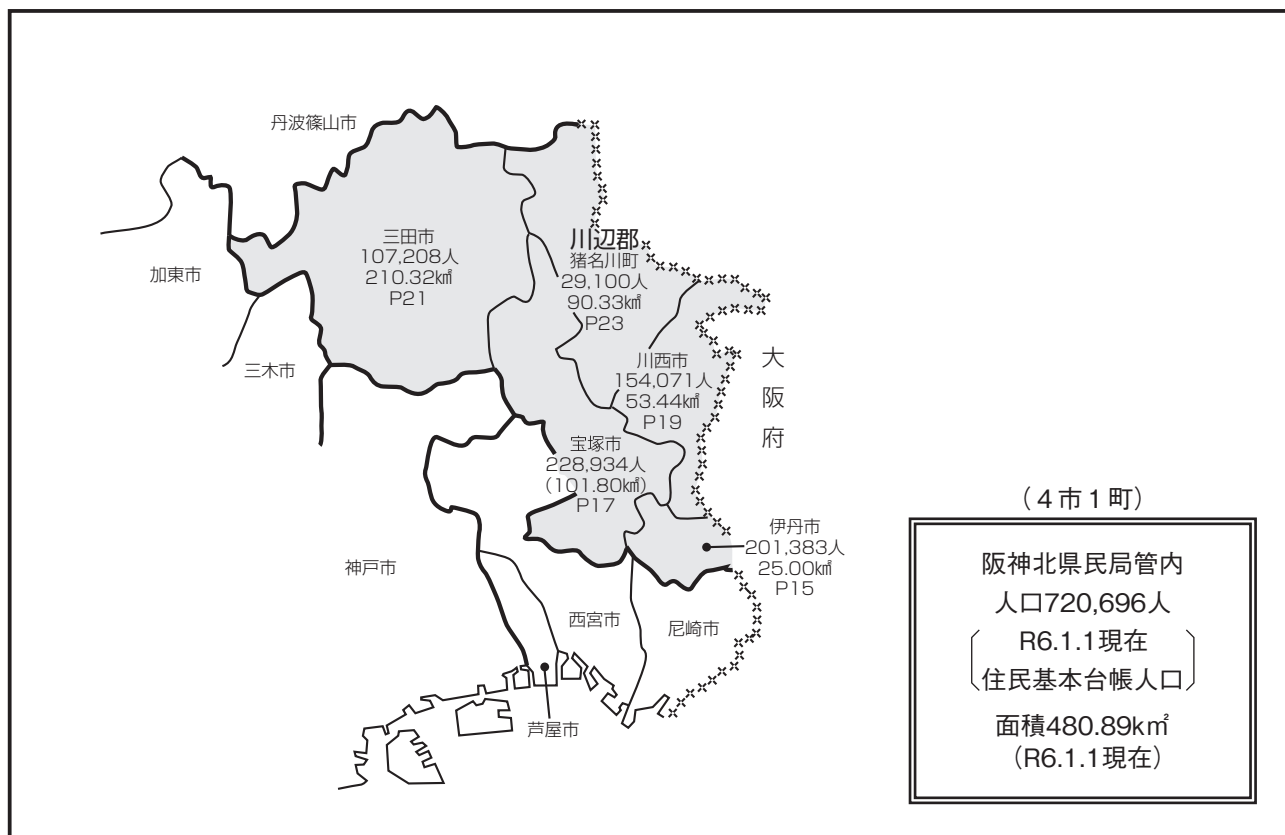 丹波篠山市
三田市
107,208人
210.32㎢
P21
川辺郡
猪名川町
29,100人
90.33㎢
P23
加東市
三木市
川西市
154,071人
53.44㎢
P19
大
阪
府
宝塚市
228,934人
(101.80㎢)
P17
伊丹市
201,383人
25.00㎢
P15
神戸市
西宮市
尼崎市
芦屋市
（4市1町）
阪神北県民局管内
人口720,696人
R6.1.1現在
住民基本台帳人口
面積480.89㎢
（R6.1.1現在）